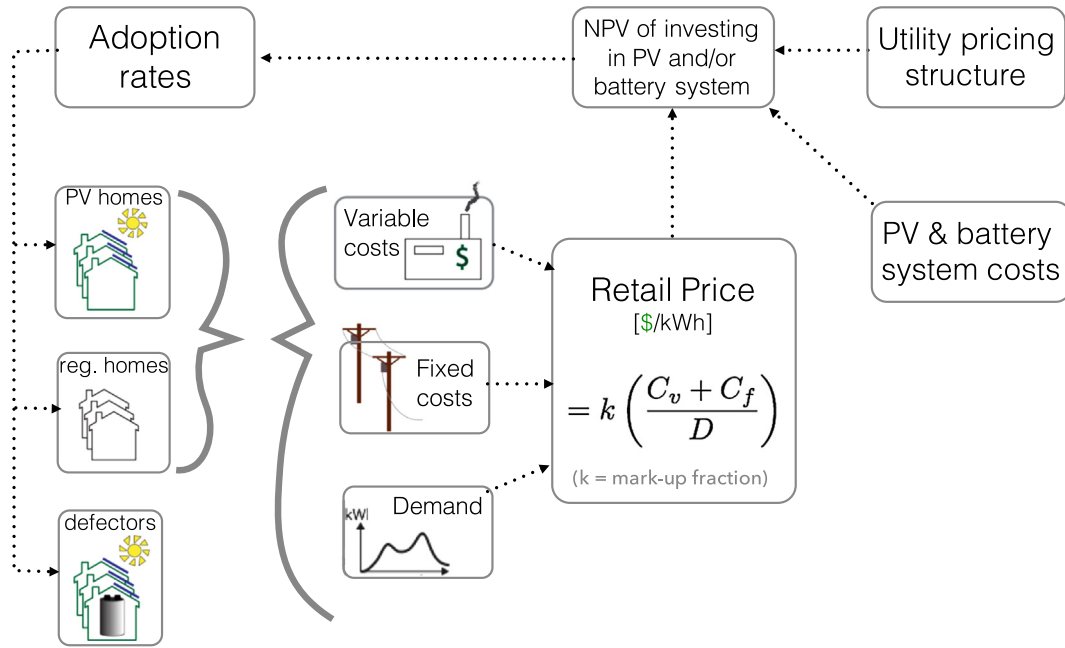 Adoption
rates
NPV of investing
in PV and/or
battery system
Utility pricing
structure
PV & battery
system costs
PV homes
reg. homes
defectors
Variable
costs
$
Fixed
costs
kW
Demand
Retail Price
[$/kWh]
= k ( (C_v + C_f) / D )
(k = mark-up fraction)